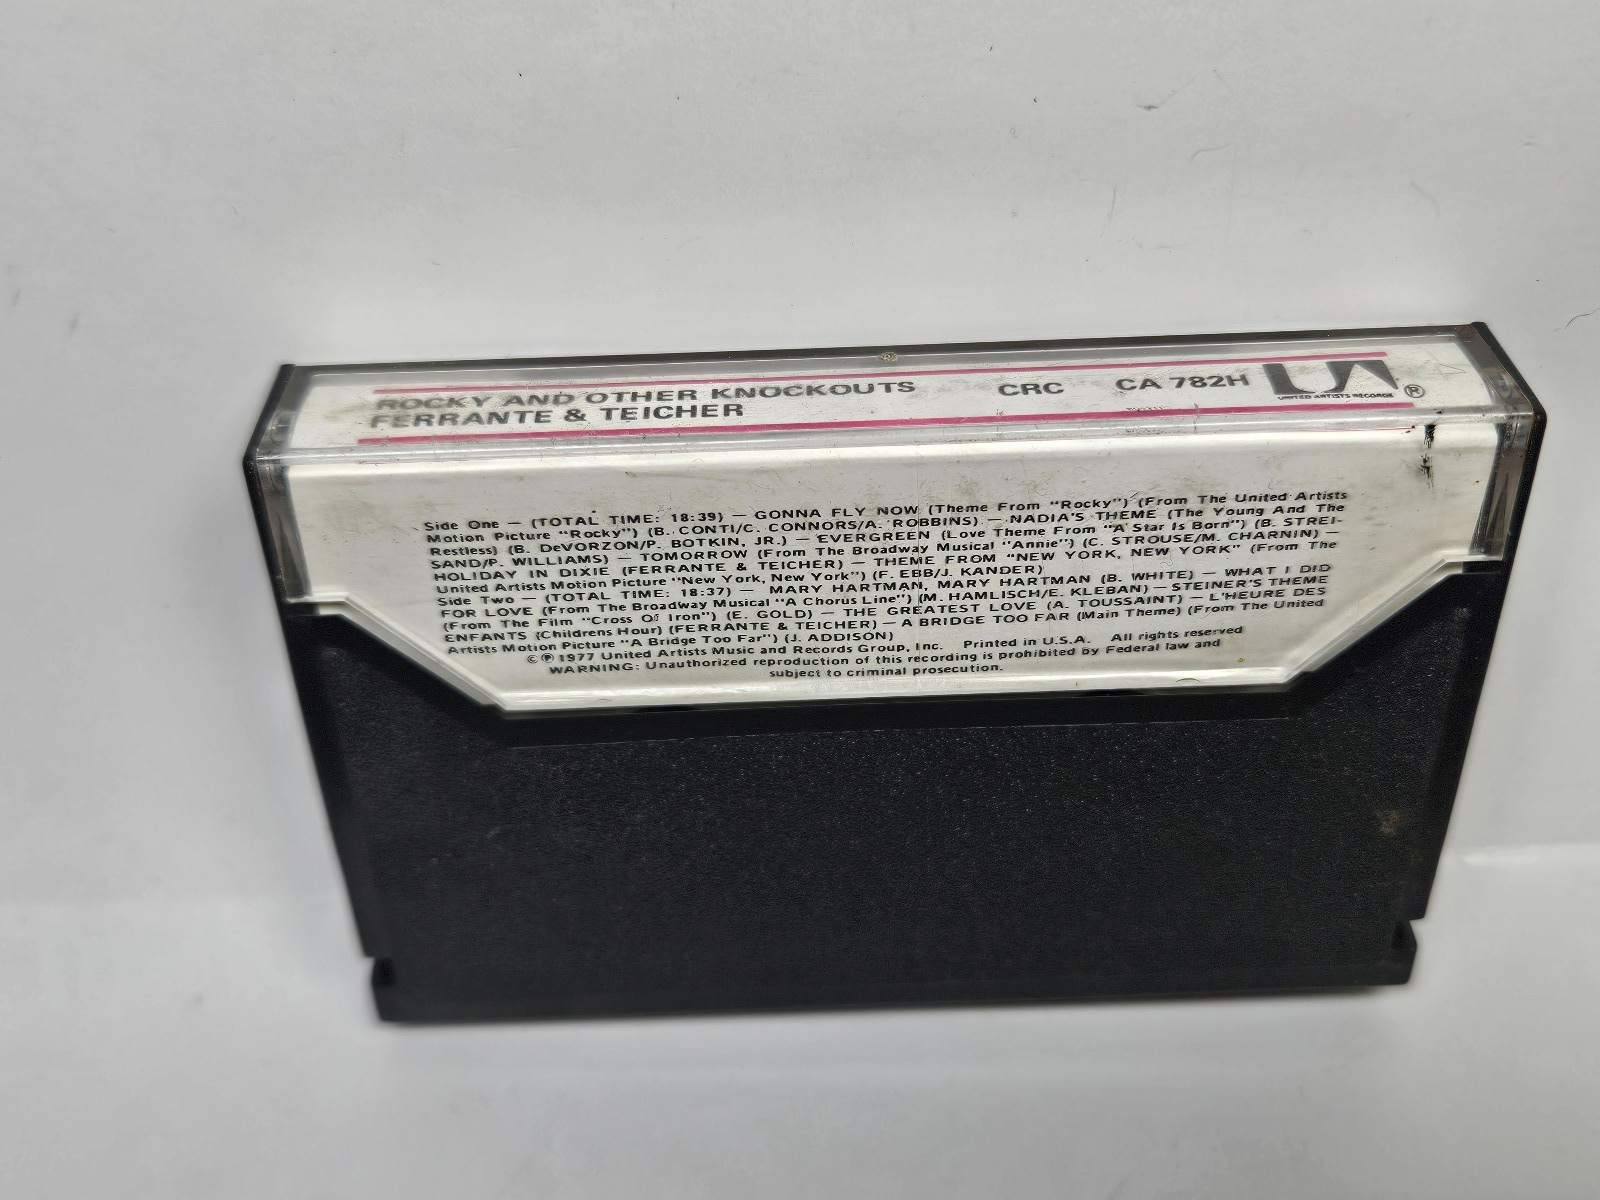 ROCKY AND OTHER KNOCKOUTS CRC CA 782H UA ®
FERRANTE & TEICHER UNITED ARTISTS RECORDS
Side One — (TOTAL TIME: 18:39) — GONNA FLY NOW (Theme From "Rocky") (From The United Artists
Motion Picture "Rocky") (B. CONTI/C. CONNORS/A. ROBBINS) — NADIA'S THEME (The Young And The
Restless) (B. DeVORZON/P. BOTKIN, JR.) — EVERGREEN (Love Theme From "A Star Is Born") (B. STREI-
SAND/P. WILLIAMS) — TOMORROW (From The Broadway Musical "Annie") (C. STROUSE/M. CHARNIN) —
HOLIDAY IN DIXIE (FERRANTE & TEICHER) — THEME FROM "NEW YORK, NEW YORK" (From The
United Artists Motion Picture "New York, New York") (F. EBB/J. KANDER)
Side Two — (TOTAL TIME: 18:37) — MARY HARTMAN, MARY HARTMAN (B. WHITE) — WHAT I DID
FOR LOVE (From The Broadway Musical "A Chorus Line") (M. HAMLISCH/E. KLEBAN) — STEINER'S THEME
(From The Film "Cross Of Iron") (E. GOLD) — THE GREATEST LOVE (A. TOUSSAINT) — L'HEURE DES
ENFANTS (Childrens Hour) (FERRANTE & TEICHER) — A BRIDGE TOO FAR (Main Theme) (From The United
Artists Motion Picture "A Bridge Too Far") (J. ADDISON)
©℗1977 United Artists Music and Records Group, Inc. Printed in U.S.A. All rights reserved
WARNING: Unauthorized reproduction of this recording is prohibited by Federal law and
subject to criminal prosecution.